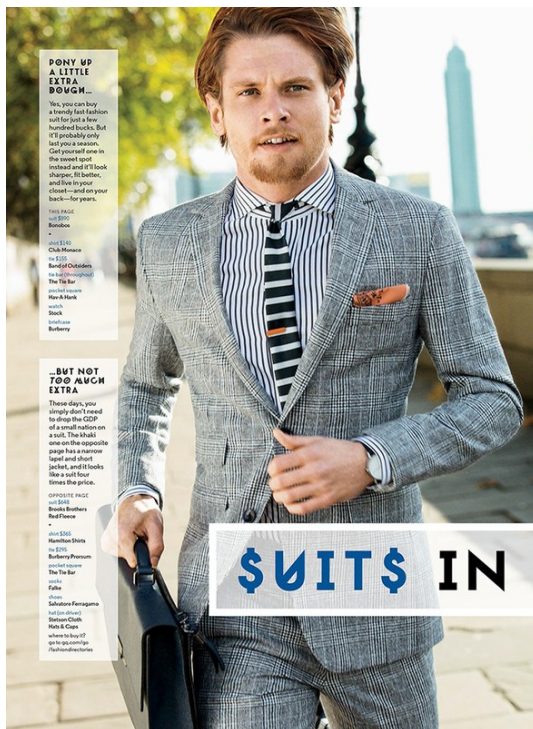 PONY UP
A LITTLE
EXTRA
DOUGH...
Yes, you can buy
a trendy fast-fashion
suit for just a few
hundred bucks. But
it'll probably only
last you a season.
Get yourself one in
the sweet spot
instead and it'll look
sharper, fit better,
and live in your
closet—and on your
back—for years.
THIS PAGE
Bonobos
•
shirt $140
Club Monaco
tie $155
Band of Outsiders
tie bar (throughout)
The Tie Bar
pocket square
Hav-A-Hank
watch
Stock
briefcase
Burberry
...BUT NOT
TOO MUCH
EXTRA
These days, you
simply don't need
to drop the GDP
of a small nation on
a suit. The khaki
one on the opposite
page has a narrow
lapel and short
jacket, and it looks
like a suit four
times the price.
OPPOSITE PAGE
suit $648
Brooks Brothers
Red Fleece
•
shirt $265
Hamilton Shirts
tie $295
Burberry Prorsum
pocket square
The Tie Bar
socks
Falke
shoes
Salvatore Ferragamo
hat (on driver)
Stetson Cloth
Hats & Caps
where to buy it?
go to gq.com/go
/fashiondirectories
$UIT$ IN